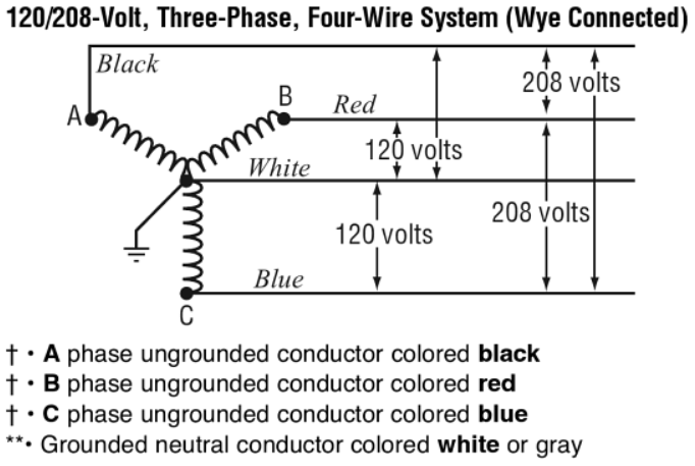 120/208-Volt, Three-Phase, Four-Wire System (Wye Connected)
Black
208 volts
B
A
Red
120 volts
White
208 volts
120 volts
Blue
C
† • A phase ungrounded conductor colored black
† • B phase ungrounded conductor colored red
† • C phase ungrounded conductor colored blue
**• Grounded neutral conductor colored white or gray